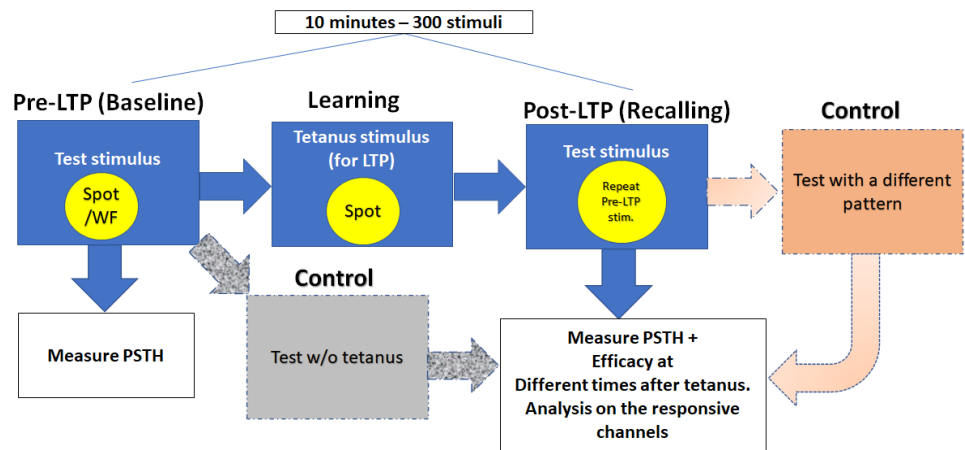 10 minutes – 300 stimuli
Pre-LTP (Baseline)
Test stimulus
Spot
/WF
Learning
Tetanus stimulus
(for LTP)
Spot
Post-LTP (Recalling)
Test stimulus
Repeat
Pre-LTP
stim.
Control
Test with a different
pattern
Measure PSTH
Control
Test w/o tetanus
Measure PSTH +
Efficacy at
Different times after tetanus.
Analysis on the responsive
channels